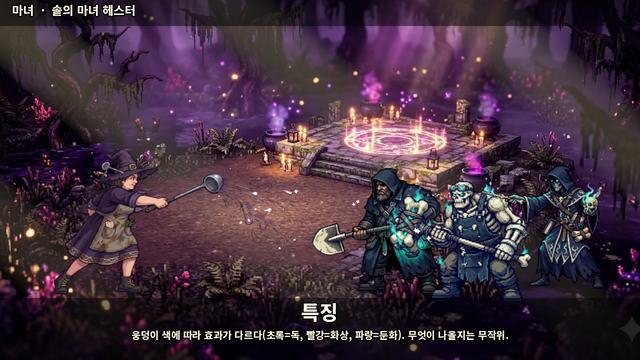 마녀 · 솥의 마녀 헤스터
특징
웅덩이 색에 따라 효과가 다르다(초록=독, 빨강=화상, 파랑=둔화). 무엇이 나올지는 무작위.